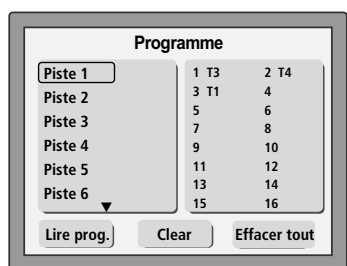 Programme
Piste 1
Piste 2
Piste 3
Piste 4
Piste 5
Piste 6
1 T3 2 T4
3 T1 4
5 6
7 8
9 10
11 12
13 14
15 16
Lire prog. Clear Effacer tout